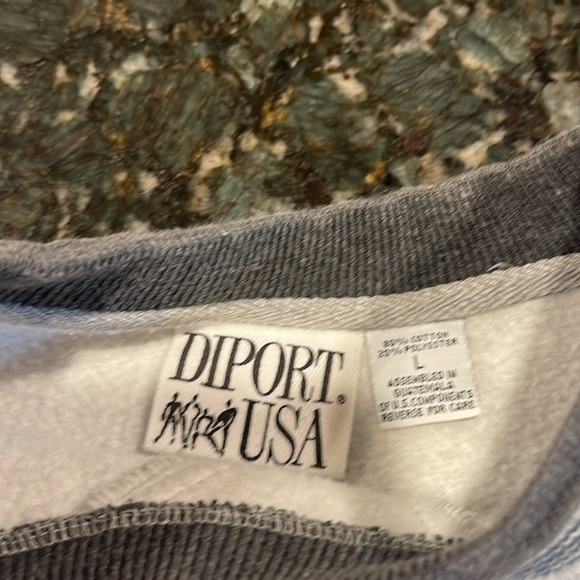 DIPORT®
USA
80% COTTON
20% POLYESTER
L
ASSEMBLED IN
GUATEMALA
OF U.S. COMPONENTS
REVERSE FOR CARE